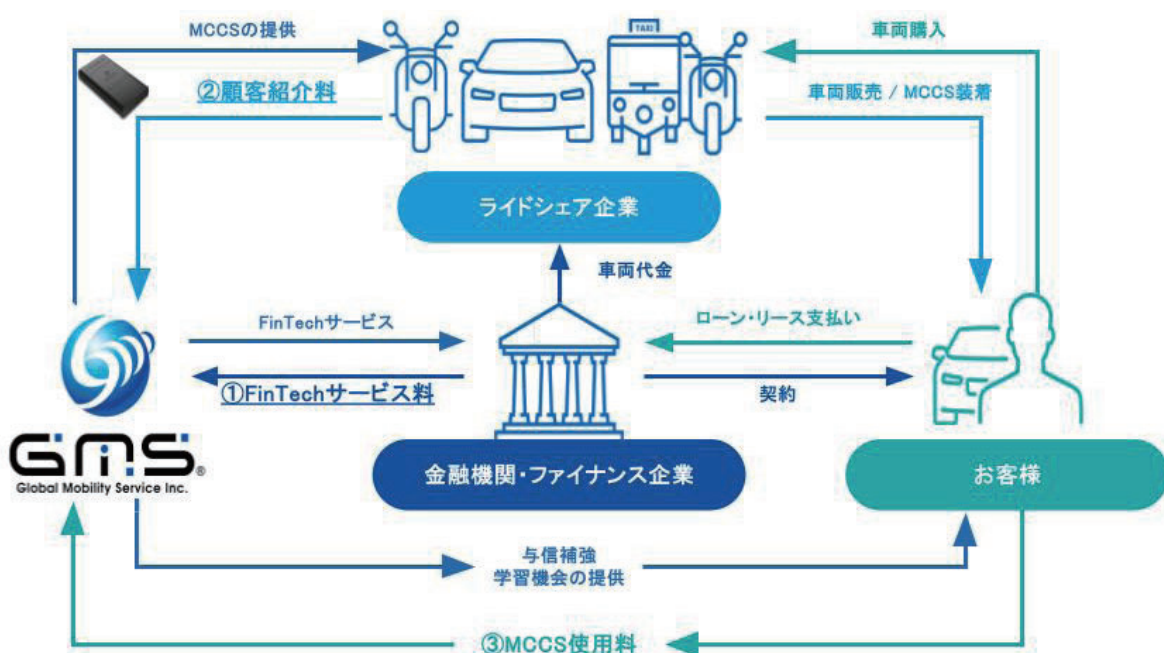 MCCSの提供
TAXI
車両購入
②顧客紹介料
車両販売 / MCCS装着
ライドシェア企業
車両代金
FinTechサービス
ローン・リース支払い
①FinTechサービス料
契約
GMS®
Global Mobility Service Inc.
金融機関・ファイナンス企業
お客様
与信補強
学習機会の提供
③MCCS使用料